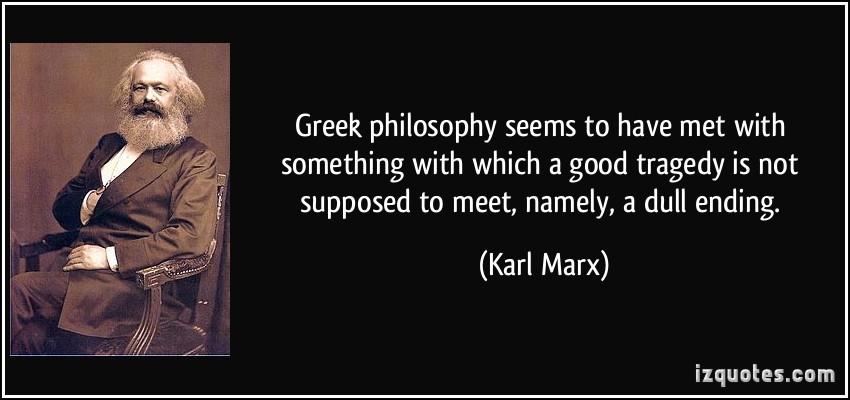 Greek philosophy seems to have met with
something with which a good tragedy is not
supposed to meet, namely, a dull ending.
(Karl Marx)
izquotes.com